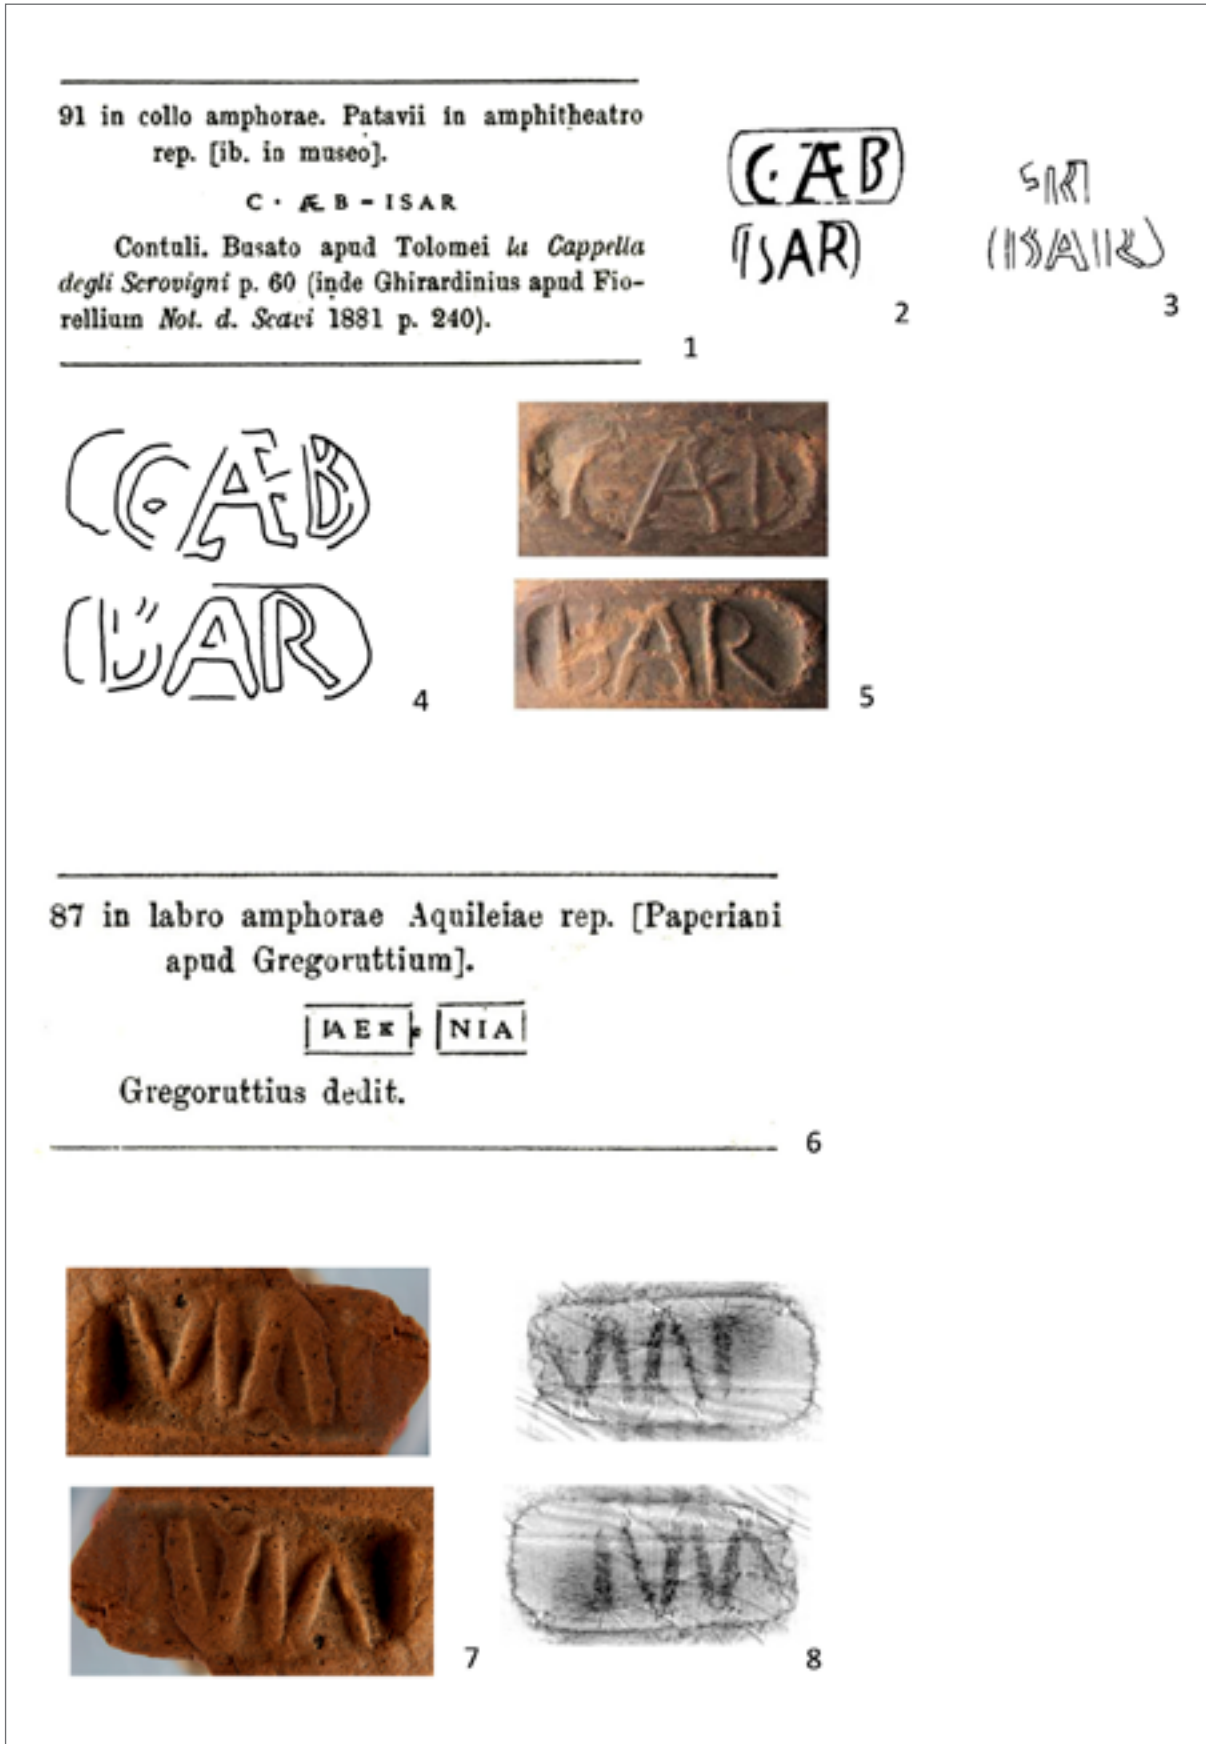 91 in collo amphorae. Patavii in amphitheatro
rep. [ib. in museo].
C · Æ B – ISAR
Contuli. Busato apud Tolomei la Cappella
degli Scrovigni p. 60 (inde Ghirardinius apud Fio-
rellium Not. d. Scavi 1881 p. 240).
1
C·ÆB
ISAR
2
3
CÆB
AR
4
AR
5
87 in labro amphorae Aquileiae rep. [Paperiani
apud Gregoruttium].
NIA
Gregoruttius dedit.
6
7
8